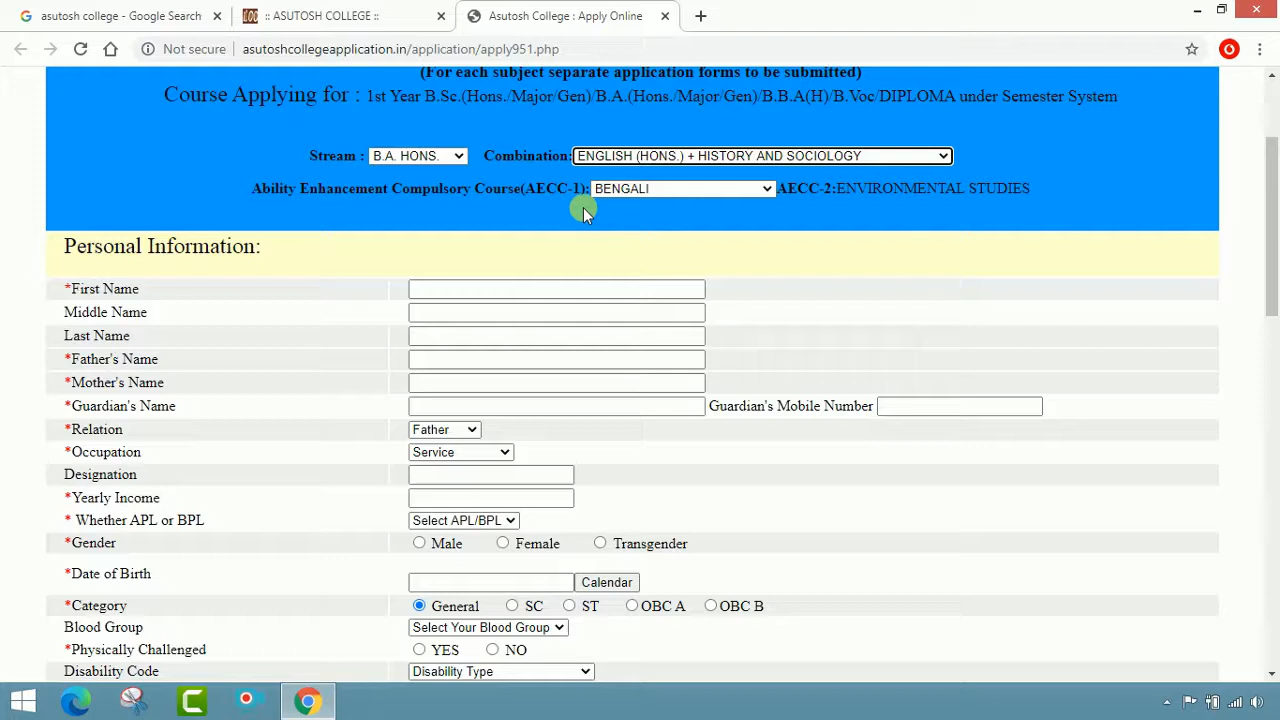 asutosh college - Google Search
:: ASUTOSH COLLEGE ::
Asutosh College : Apply Online
Not secure
asutoshcollegeapplication.in/application/apply951.php
(For each subject separate application forms to be submitted)
Course Applying for : 1st Year B.Sc.(Hons./Major/Gen)/B.A.(Hons./Major/Gen)/B.B.A(H)/B.Voc/DIPLOMA under Semester System
Stream : B.A. HONS. Combination: ENGLISH (HONS.) + HISTORY AND SOCIOLOGY
Ability Enhancement Compulsory Course(AECC-1): BENGALI AECC-2:ENVIRONMENTAL STUDIES
Personal Information:
*First Name
Middle Name
Last Name
*Father's Name
*Mother's Name
*Guardian's Name Guardian's Mobile Number
*Relation Father
*Occupation Service
Designation
*Yearly Income
* Whether APL or BPL Select APL/BPL
*Gender Male Female Transgender
*Date of Birth Calendar
*Category General SC ST OBC A OBC B
Blood Group Select Your Blood Group
*Physically Challenged YES NO
Disability Code Disability Type